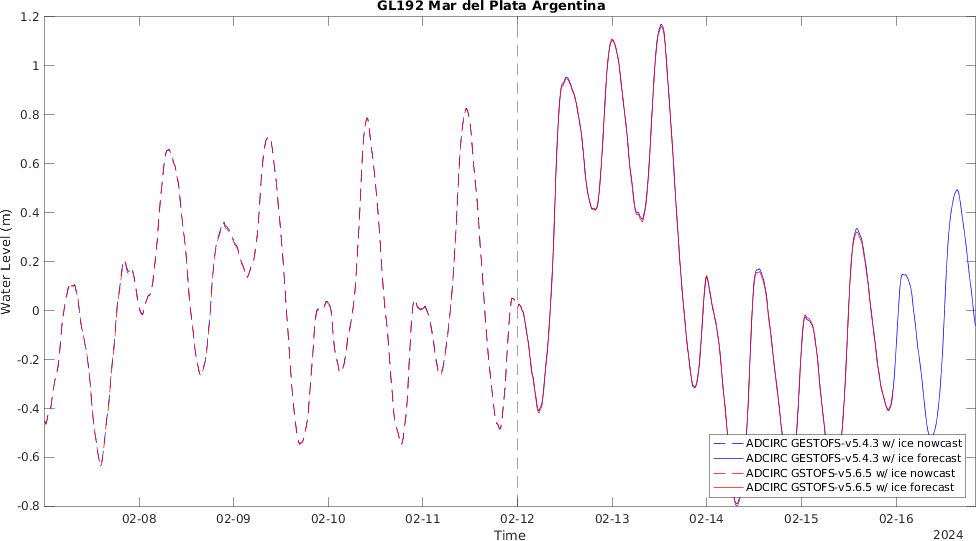 GL192 Mar del Plata Argentina
1.2
1
0.8
0.6
0.4
0.2
0
-0.2
-0.4
-0.6
-0.8
Water Level (m)
ADCIRC GESTOFS-v5.4.3 w/ ice nowcast
ADCIRC GESTOFS-v5.4.3 w/ ice forecast
ADCIRC GSTOFS-v5.6.5 w/ ice nowcast
ADCIRC GSTOFS-v5.6.5 w/ ice forecast
02-08 02-09 02-10 02-11 02-12 02-13 02-14 02-15 02-16
Time
2024